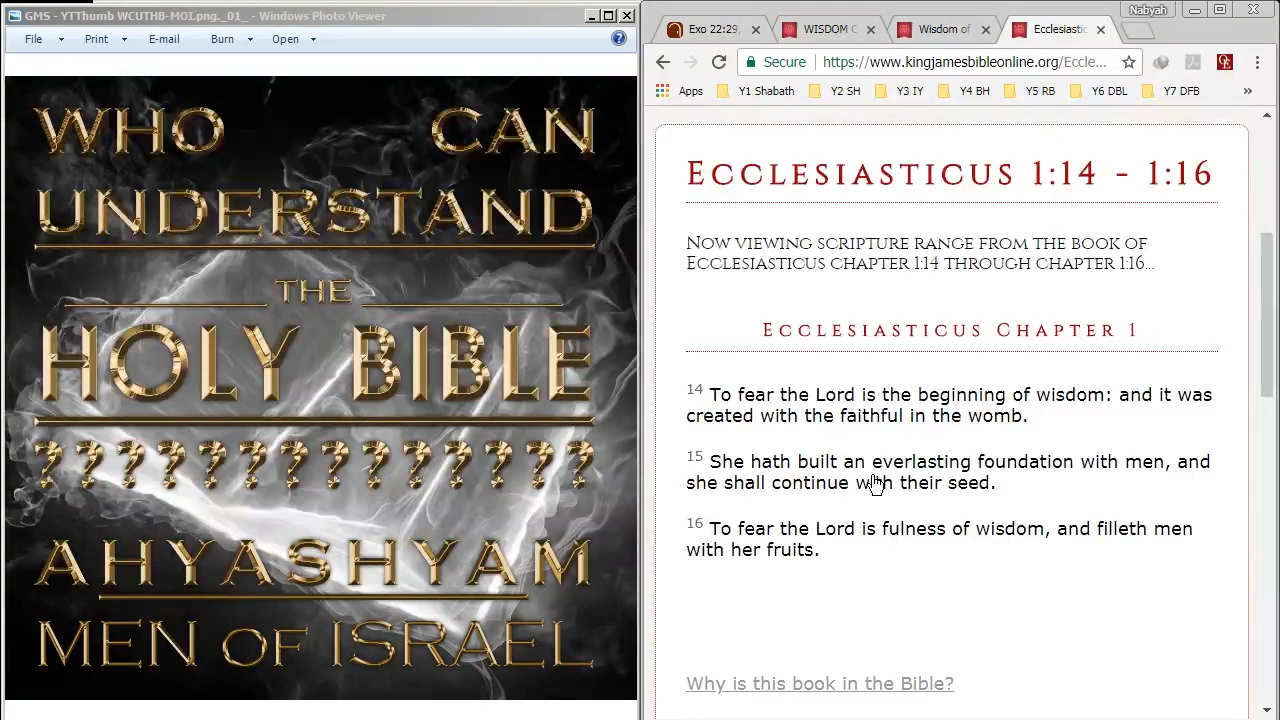 GMS - YTThumb WCUTHB-MOI.png._01_ - Windows Photo Viewer
File Print E-mail Burn Open
WHO CAN
UNDERSTAND
THE
HOLY BIBLE
??????????????
AHYASHYAM
MEN OF ISRAEL
Nabyah
Exo 22:29, WISDOM O Wisdom of Ecclesiastic
Secure https://www.kingjamesbibleonline.org/Eccle...
Apps Y1 Shabath Y2 SH Y3 IY Y4 BH Y5 RB Y6 DBL Y7 DFB »
Ecclesiasticus 1:14 - 1:16
Now viewing scripture range from the book of
Ecclesiasticus chapter 1:14 through chapter 1:16...
Ecclesiasticus Chapter 1
14 To fear the Lord is the beginning of wisdom: and it was
created with the faithful in the womb.
15 She hath built an everlasting foundation with men, and
she shall continue with their seed.
16 To fear the Lord is fulness of wisdom, and filleth men
with her fruits.
Why is this book in the Bible?